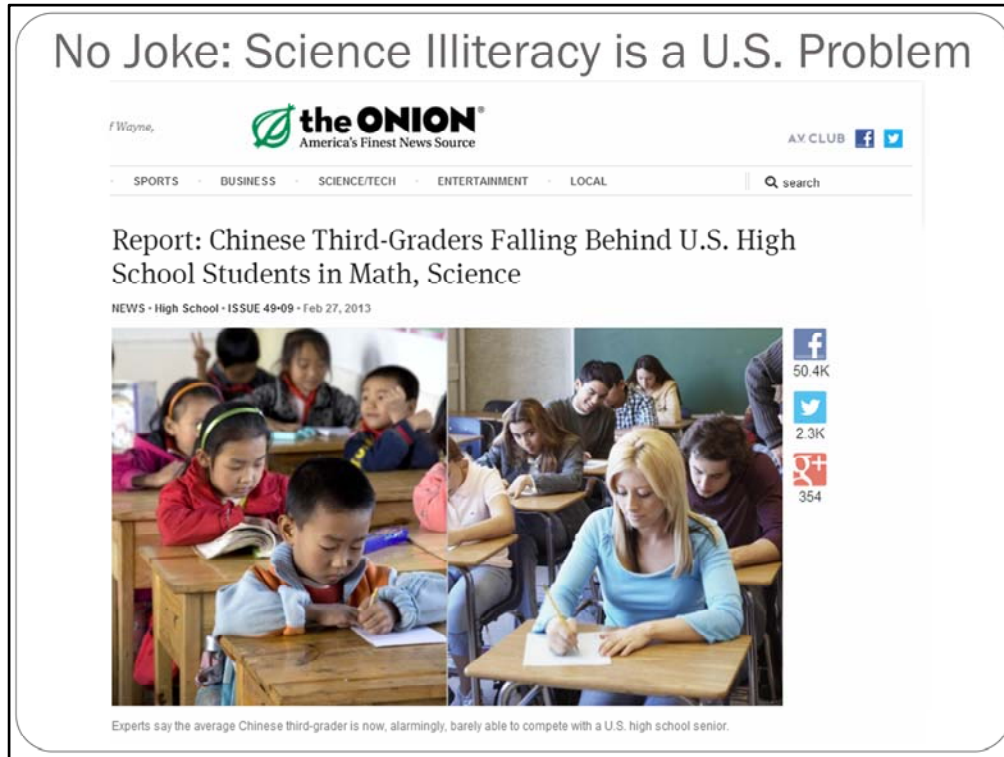 No Joke: Science Illiteracy is a U.S. Problem
f Wayne,
the ONION®
America's Finest News Source
A.V. CLUB
SPORTS - BUSINESS - SCIENCE/TECH - ENTERTAINMENT - LOCAL
search
Report: Chinese Third-Graders Falling Behind U.S. High
School Students in Math, Science
NEWS • High School • ISSUE 49•09 • Feb 27, 2013
50.4K
2.3K
g+
354
Experts say the average Chinese third-grader is now, alarmingly, barely able to compete with a U.S. high school senior.